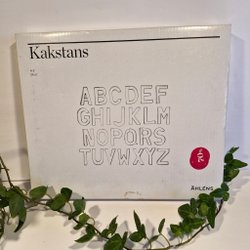 Kakstans
ABCDEF
GHIJKLM
NOPQRS
TUVWXYZ
ÅHLÉNS